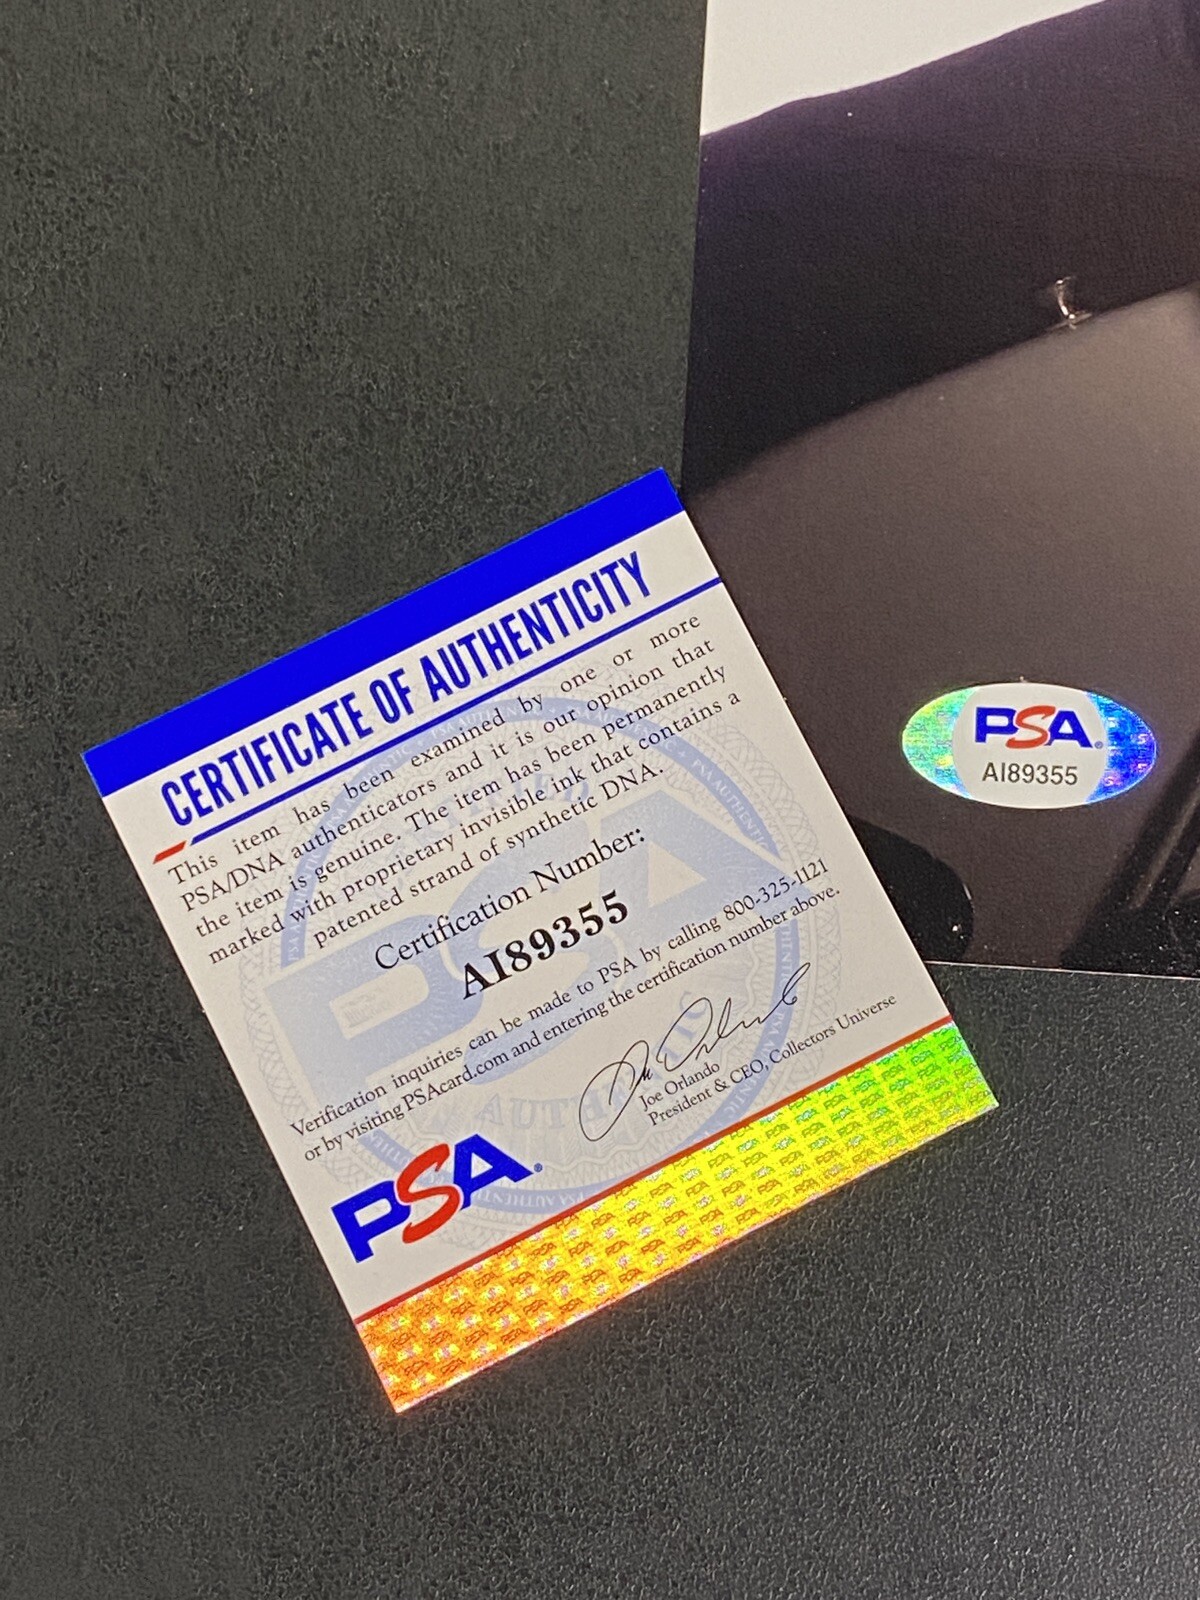 CERTIFICATE OF AUTHENTICITY
This item has been examined by one or more
PSA/DNA authenticators and it is our opinion that
the item is genuine. The item has been permanently
marked with proprietary invisible ink that contains a
patented strand of synthetic DNA.
Certification Number:
AI89355
Verification inquiries can be made to PSA by calling 800-325-1121
or by visiting PSAcard.com and entering the certification number above.
Joe Orlando
President & CEO, Collectors Universe
PSA
PSA
AI89355